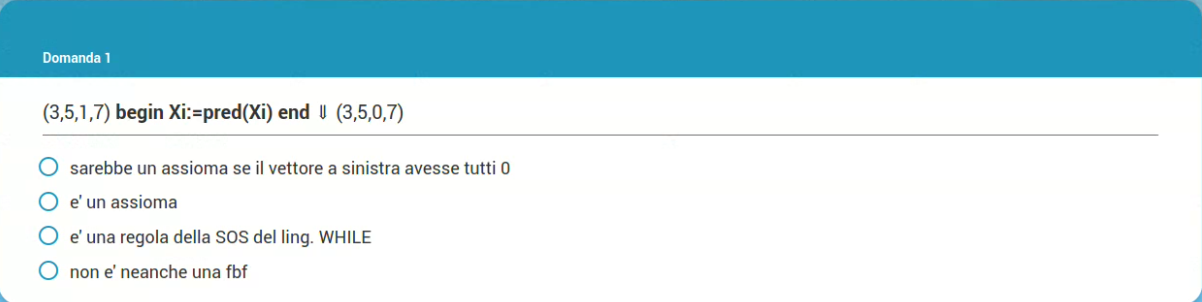 Domanda 1
(3,5,1,7) begin Xi:=pred(Xi) end ⇓ (3,5,0,7)
sarebbe un assioma se il vettore a sinistra avesse tutti 0
e' un assioma
e' una regola della SOS del ling. WHILE
non e' neanche una fbf